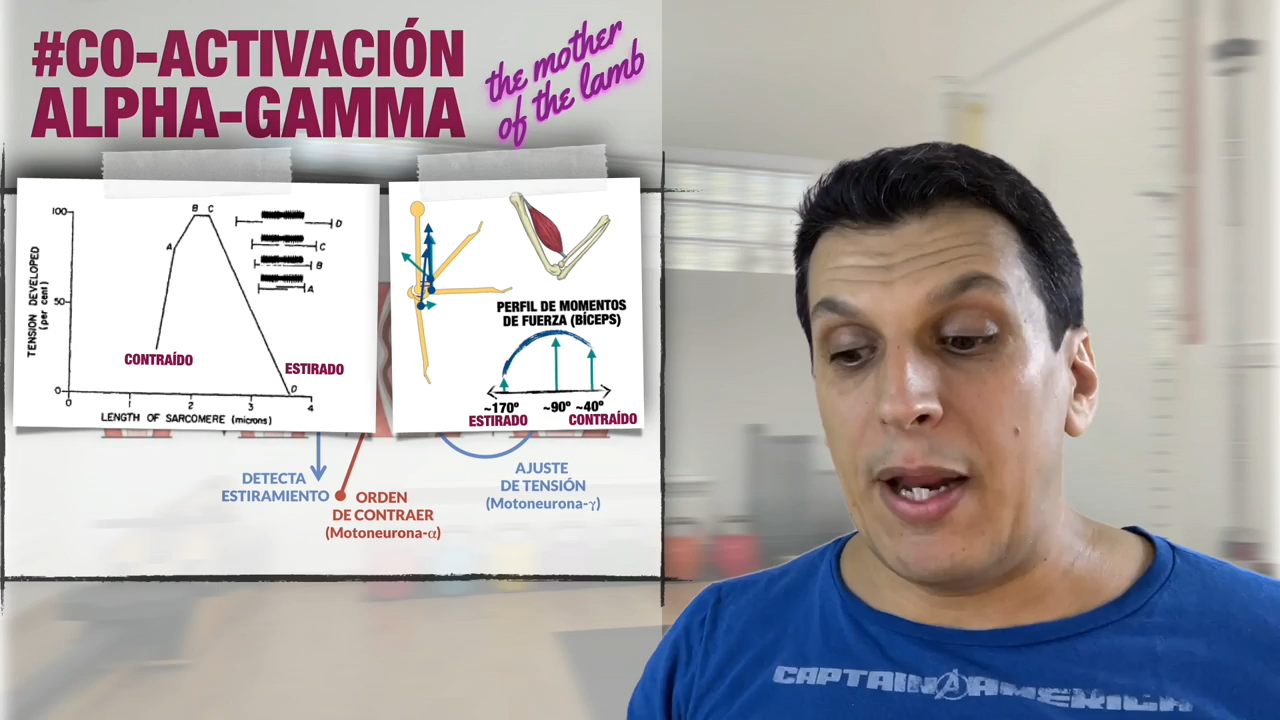 #CO-ACTIVACIÓN
ALPHA-GAMMA
the mother
of the lamb
100
50
0
TENSION DEVELOPED
(per cent)
A
B C
D
D
C
B
A
CONTRAÍDO
ESTIRADO
0 1 2 3 4
LENGTH OF SARCOMERE (microns)
PERFIL DE MOMENTOS
DE FUERZA (BÍCEPS)
~170º ~90º ~40º
ESTIRADO CONTRAÍDO
DETECTA
ESTIRAMIENTO
ORDEN
DE CONTRAER
(Motoneurona-α)
AJUSTE
DE TENSIÓN
(Motoneurona-γ)
CAPTAIN AMERICA